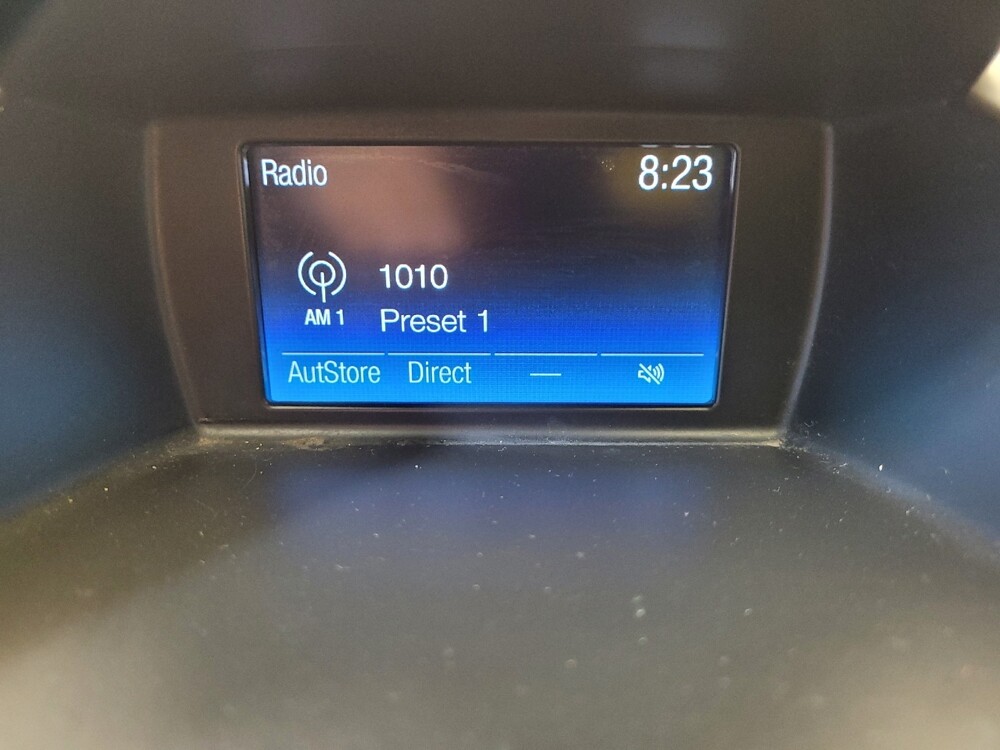 Radio 8:23
1010
AM 1 Preset 1
AutStore Direct